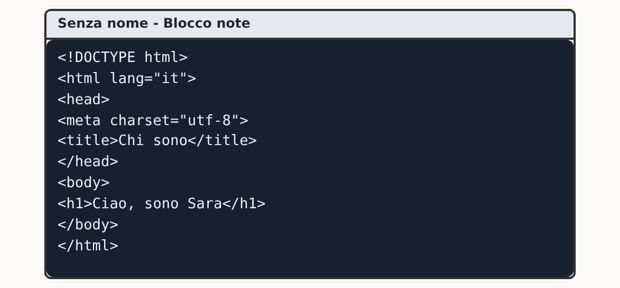 Senza nome - Blocco note
<!DOCTYPE html>
<html lang="it">
<head>
<meta charset="utf-8">
<title>Chi sono</title>
</head>
<body>
<h1>Ciao, sono Sara</h1>
</body>
</html>